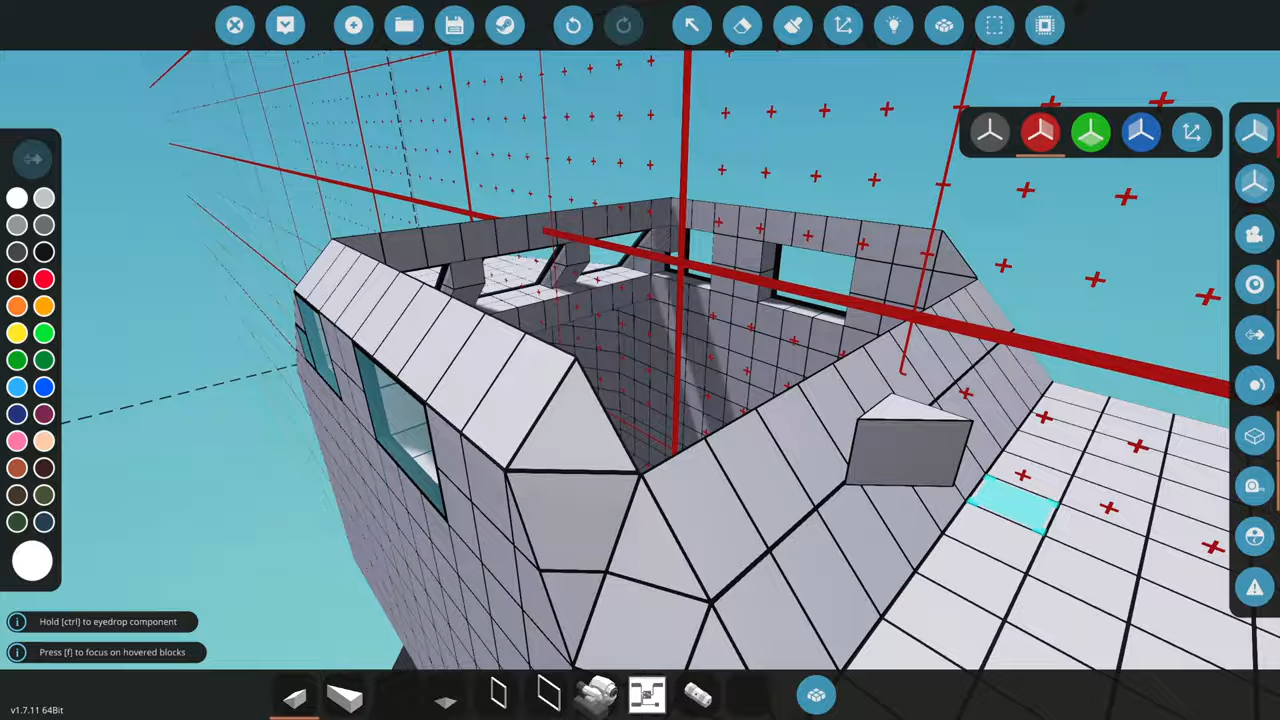 Hold [ctrl] to eyedrop component
Press [f] to focus on hovered blocks
v1.7.11 64Bit